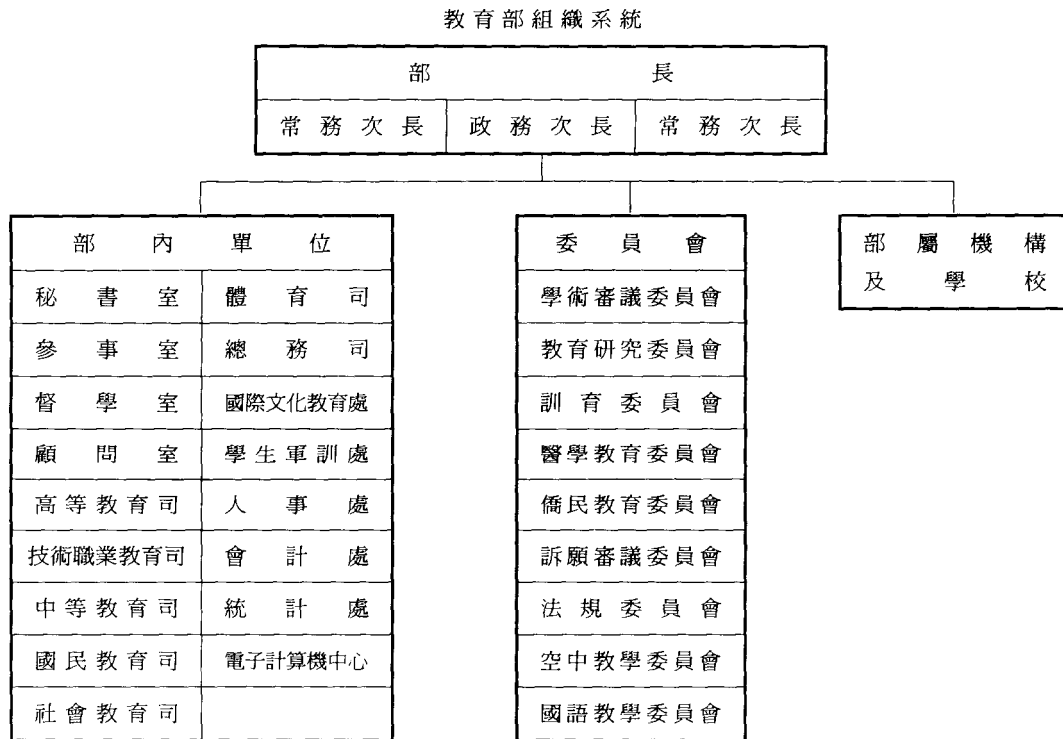 教育部組織系統
部長
常務次長 政務次長 常務次長
部內單位
秘書室 體育司
參事室 總務司
督學室 國際文化教育處
顧問室 學生軍訓處
高等教育司 人事處
技術職業教育司 會計處
中等教育司 統計處
國民教育司 電子計算機中心
社會教育司
委員會
學術審議委員會
教育研究委員會
訓育委員會
醫學教育委員會
僑民教育委員會
訴願審議委員會
法規委員會
空中教學委員會
國語教學委員會
部屬機構
及學校